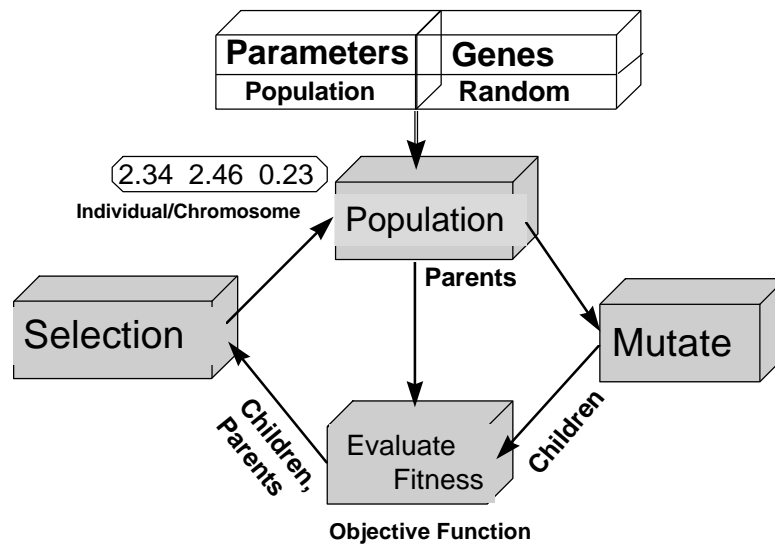 Parameters Genes
Population Random
2.34 2.46 0.23
Individual/Chromosome
Population
Parents
Selection
Mutate
Children,
Parents
Evaluate
Fitness
Children
Objective Function